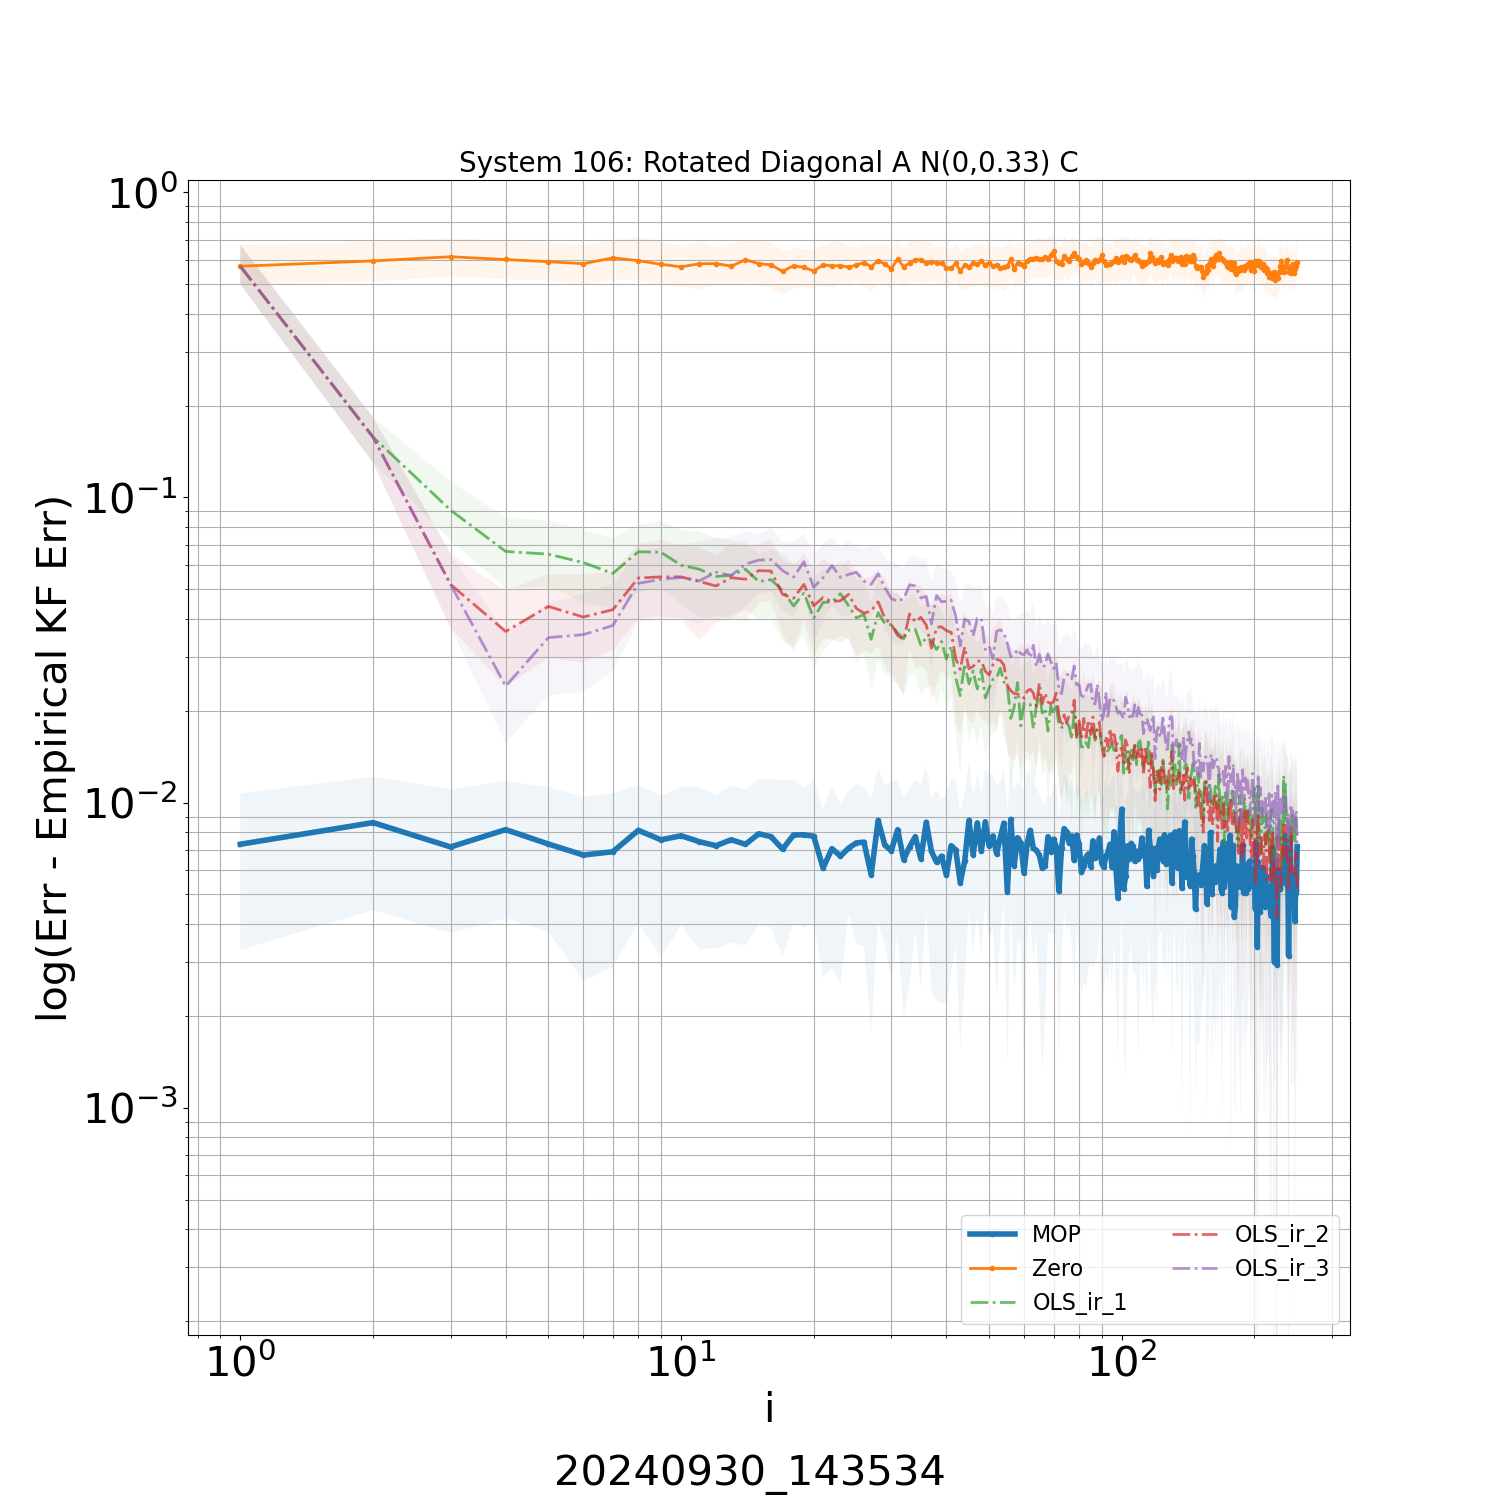 System 106: Rotated Diagonal A N(0,0.33) C
10⁰
10⁻¹
10⁻²
10⁻³
log(Err - Empirical KF Err)
MOP
Zero
OLS_ir_1
OLS_ir_2
OLS_ir_3
10⁰ 10¹ 10²
i
20240930_143534